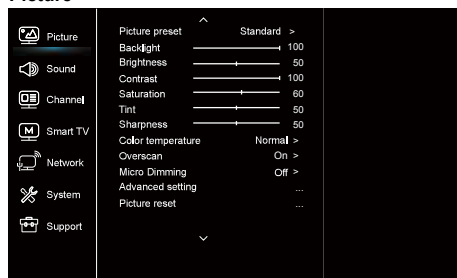 Picture
Picture
Sound
Channel
Smart TV
Network
System
Support
Picture preset Standard >
Backlight 100
Brightness 50
Contrast 100
Saturation 60
Tint 50
Sharpness 50
Color temperature Normal >
Overscan On >
Micro Dimming Off >
Advanced setting ...
Picture reset ...